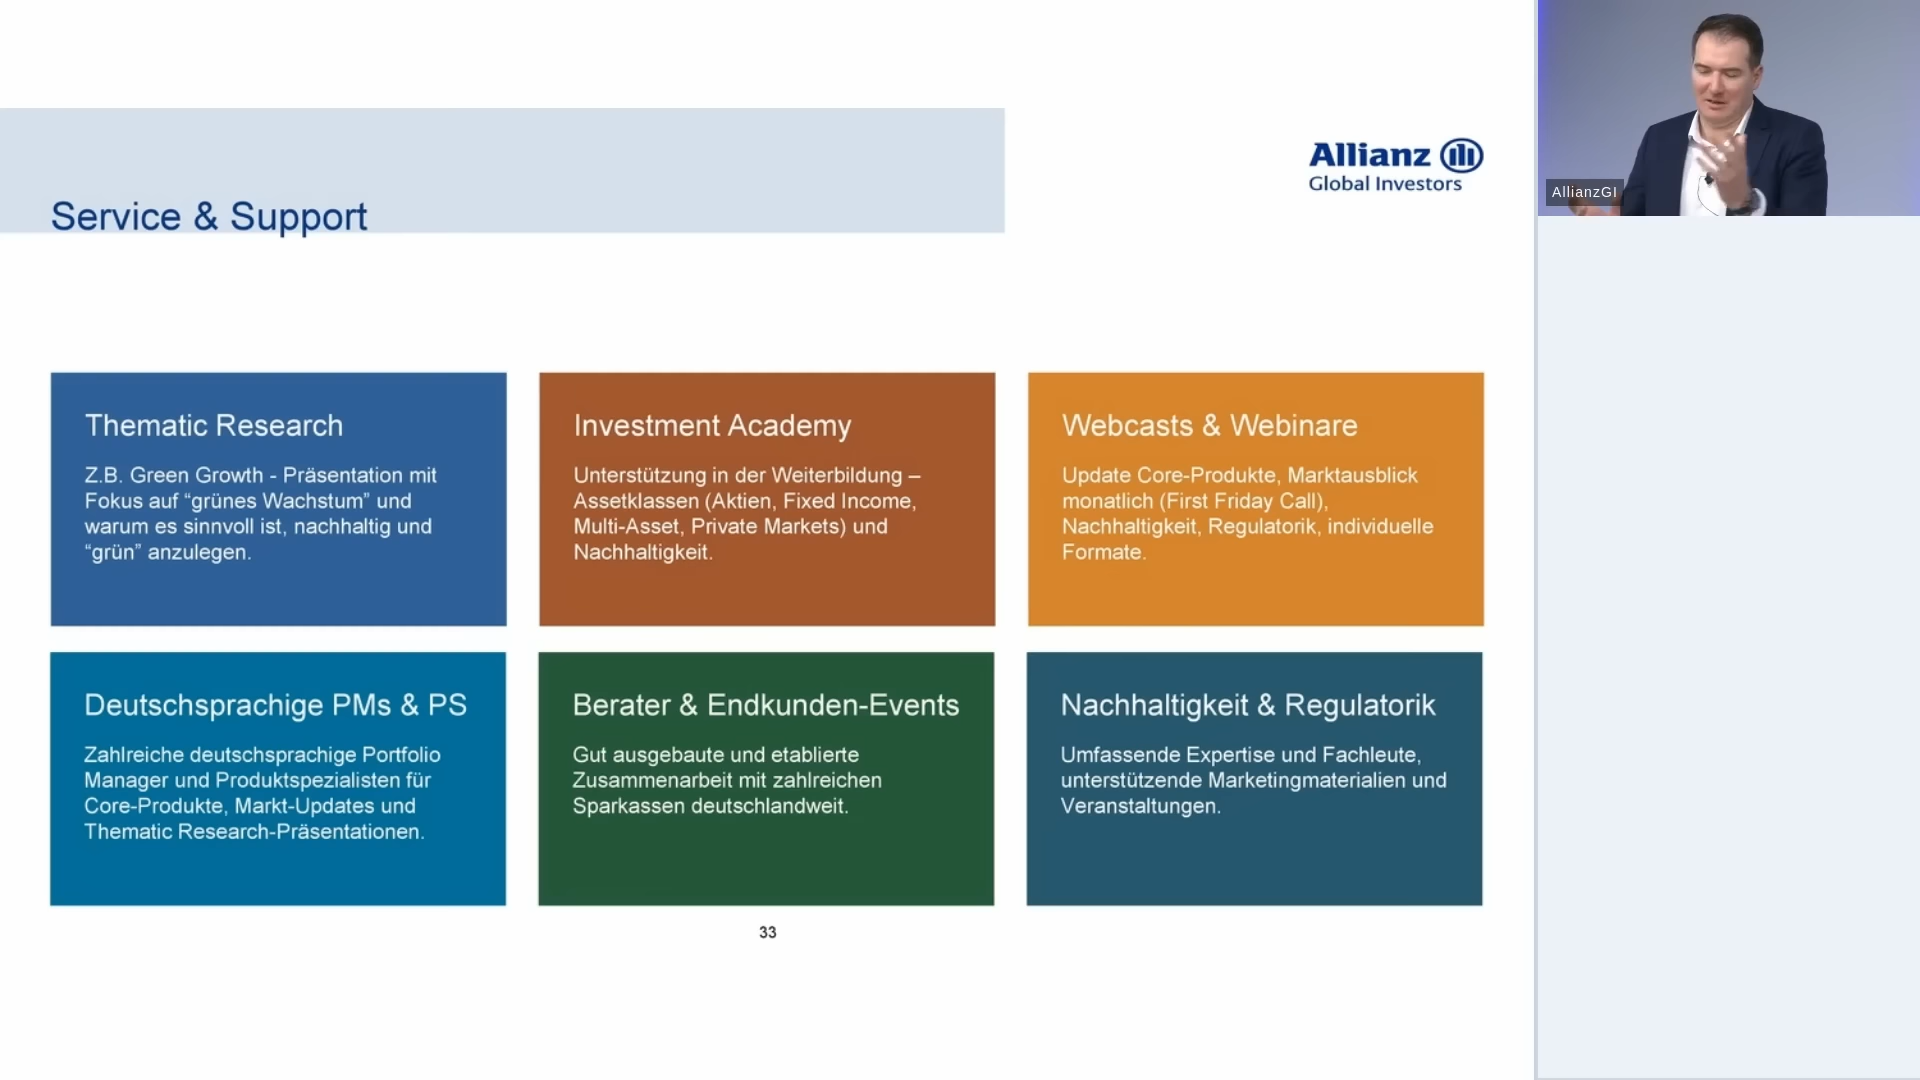 Service & Support
Allianz
Global Investors
AllianzGI
Thematic Research
Z.B. Green Growth - Präsentation mit
Fokus auf “grünes Wachstum” und
warum es sinnvoll ist, nachhaltig und
“grün” anzulegen.
Investment Academy
Unterstützung in der Weiterbildung –
Assetklassen (Aktien, Fixed Income,
Multi-Asset, Private Markets) und
Nachhaltigkeit.
Webcasts & Webinare
Update Core-Produkte, Marktausblick
monatlich (First Friday Call),
Nachhaltigkeit, Regulatorik, individuelle
Formate.
Deutschsprachige PMs & PS
Zahlreiche deutschsprachige Portfolio
Manager und Produktspezialisten für
Core-Produkte, Markt-Updates und
Thematic Research-Präsentationen.
Berater & Endkunden-Events
Gut ausgebaute und etablierte
Zusammenarbeit mit zahlreichen
Sparkassen deutschlandweit.
Nachhaltigkeit & Regulatorik
Umfassende Expertise und Fachleute,
unterstützende Marketingmaterialien und
Veranstaltungen.
33